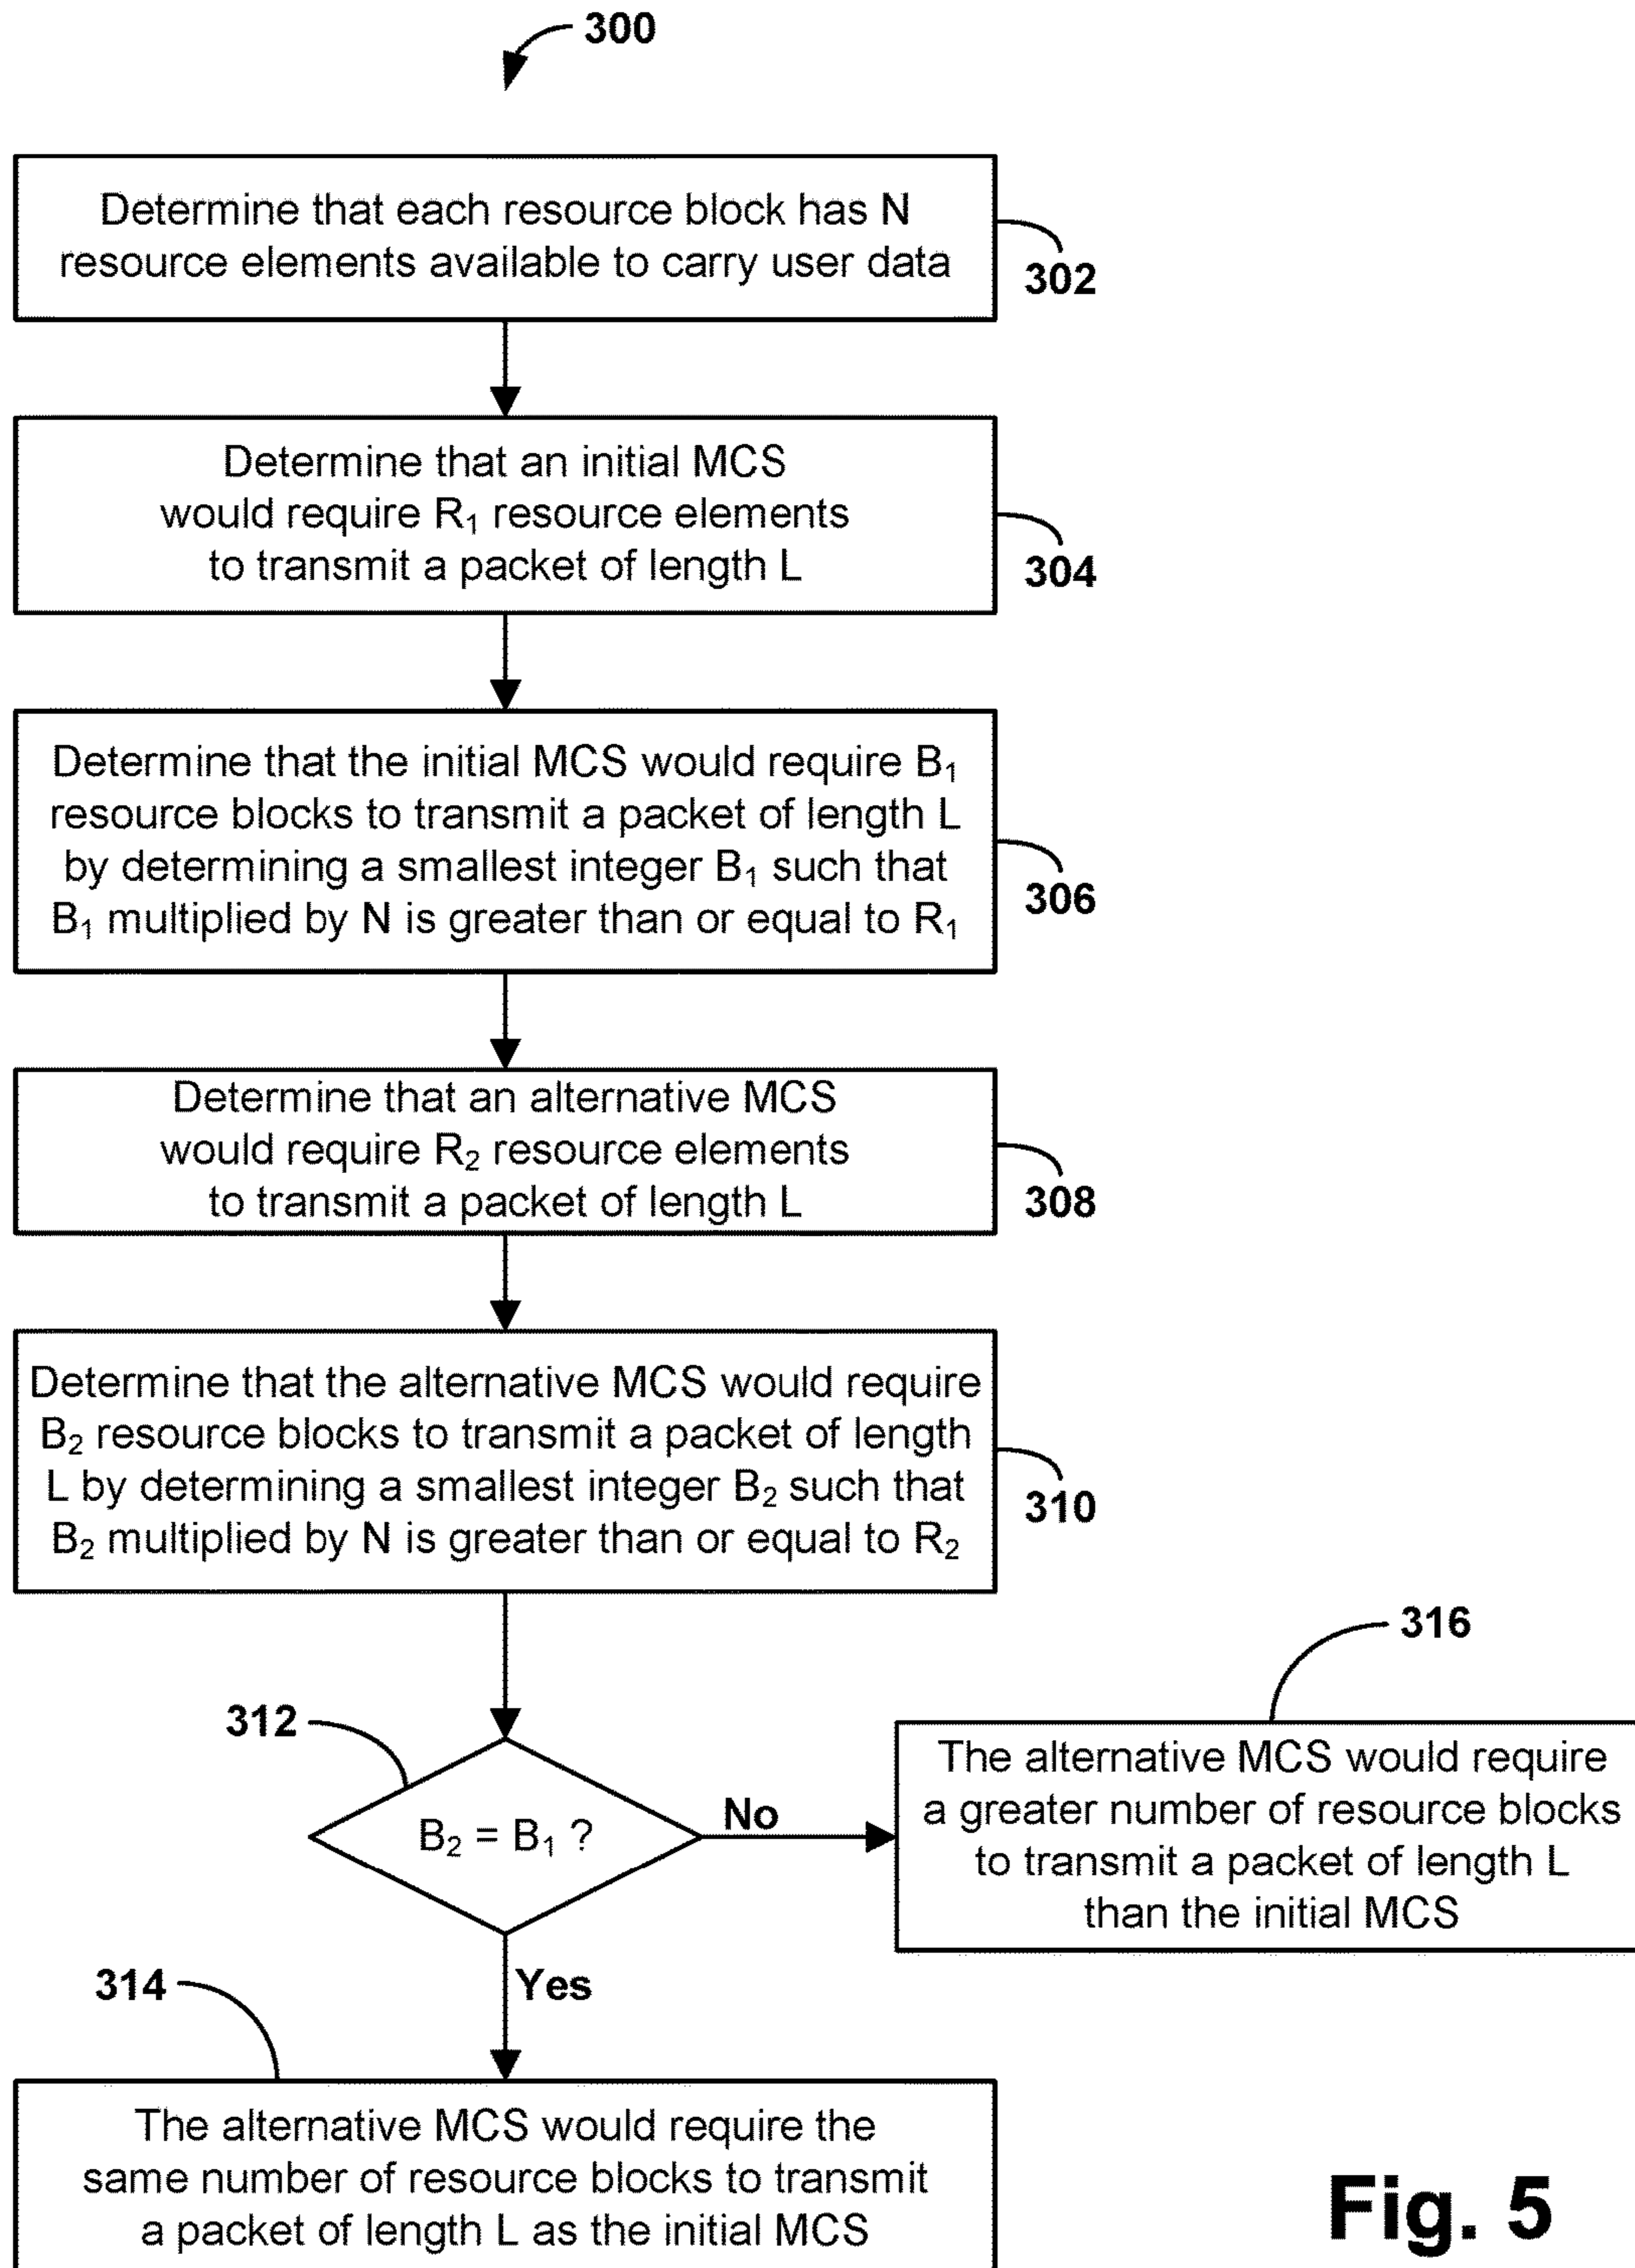 300
Determine that each resource block has N
resource elements available to carry user data
302
Determine that an initial MCS
would require R₁ resource elements
to transmit a packet of length L
304
Determine that the initial MCS would require B₁
resource blocks to transmit a packet of length L
by determining a smallest integer B₁ such that
B₁ multiplied by N is greater than or equal to R₁
306
Determine that an alternative MCS
would require R₂ resource elements
to transmit a packet of length L
308
Determine that the alternative MCS would require
B₂ resource blocks to transmit a packet of length
L by determining a smallest integer B₂ such that
B₂ multiplied by N is greater than or equal to R₂
310
312
B₂ = B₁ ?
No
316
The alternative MCS would require
a greater number of resource blocks
to transmit a packet of length L
than the initial MCS
Yes
314
The alternative MCS would require the
same number of resource blocks to transmit
a packet of length L as the initial MCS
Fig. 5